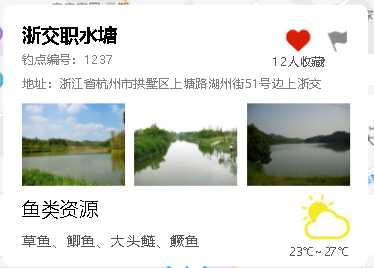 浙交职水塘
钓点编号：1237
12人收藏
地址：浙江省杭州市拱墅区上塘路湖州街51号边上浙交
鱼类资源
草鱼、鲫鱼、大头鲢、鳜鱼
23℃~27℃